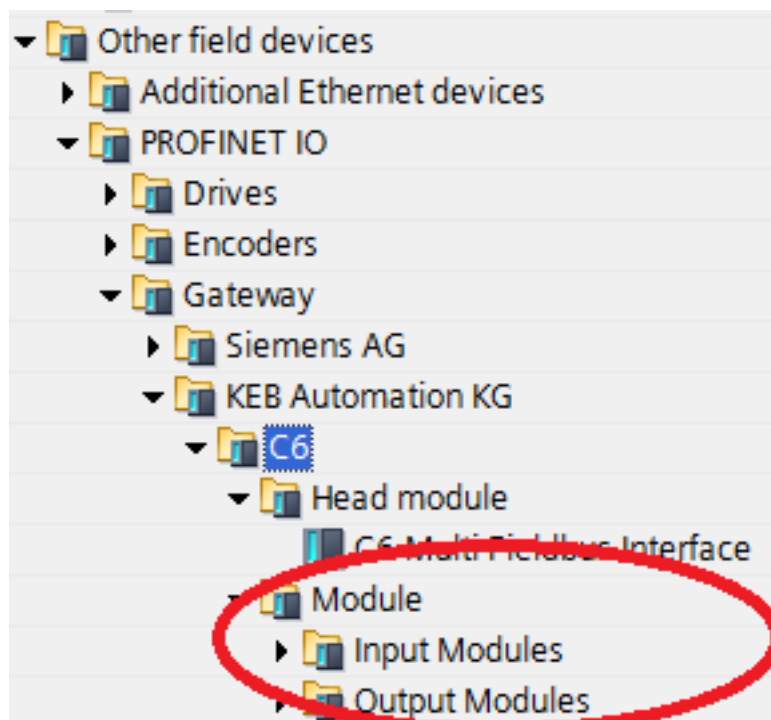 Other field devices
Additional Ethernet devices
PROFINET IO
Drives
Encoders
Gateway
Siemens AG
KEB Automation KG
C6
Head module
C6 Multi Fieldbus Interface
Module
Input Modules
Output Modules